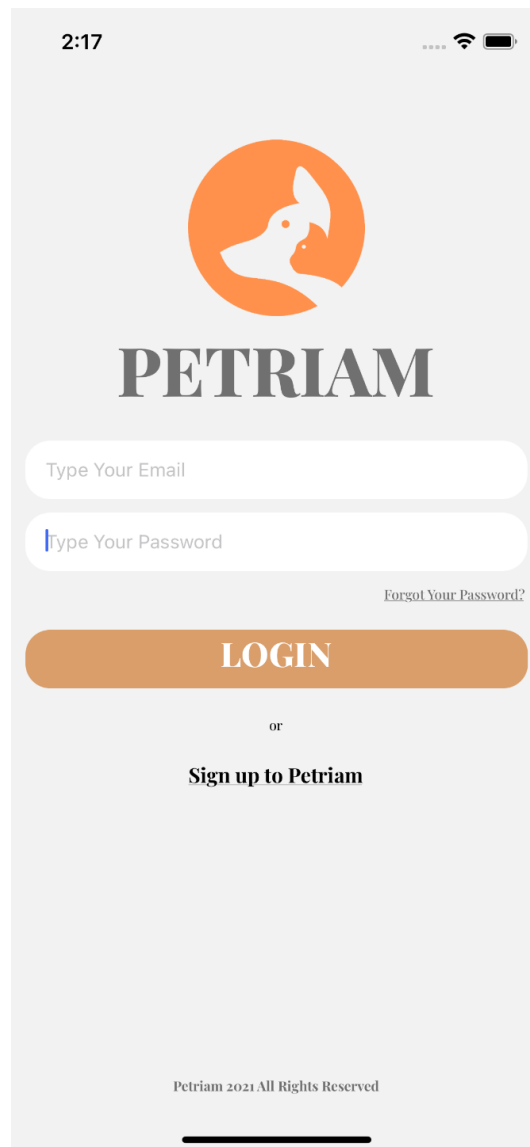 2:17
PETRIAM
Type Your Email
Type Your Password
Forgot Your Password?
LOGIN
or
Sign up to Petriam
Petriam 2021 All Rights Reserved